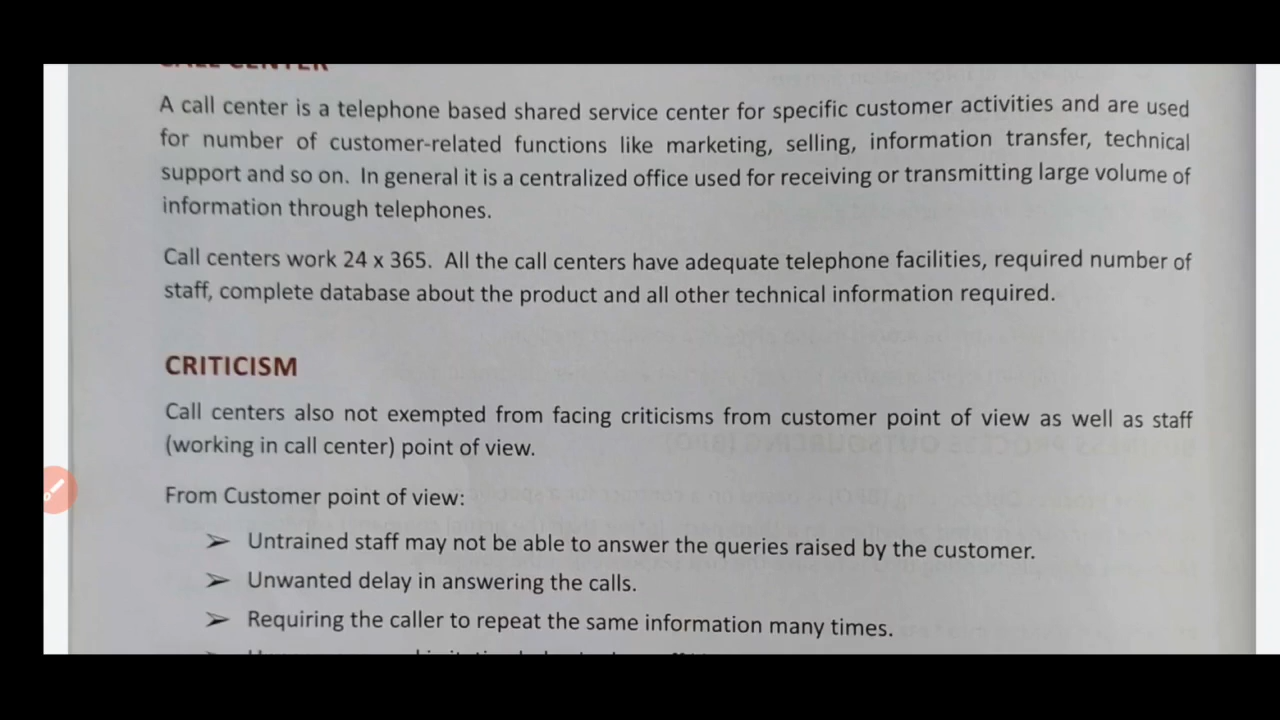 CALL CENTER
A call center is a telephone based shared service center for specific customer activities and are used
for number of customer-related functions like marketing, selling, information transfer, technical
support and so on. In general it is a centralized office used for receiving or transmitting large volume of
information through telephones.
Call centers work 24 x 365. All the call centers have adequate telephone facilities, required number of
staff, complete database about the product and all other technical information required.
CRITICISM
Call centers also not exempted from facing criticisms from customer point of view as well as staff
(working in call center) point of view.
From Customer point of view:
➢ Untrained staff may not be able to answer the queries raised by the customer.
➢ Unwanted delay in answering the calls.
➢ Requiring the caller to repeat the same information many times.